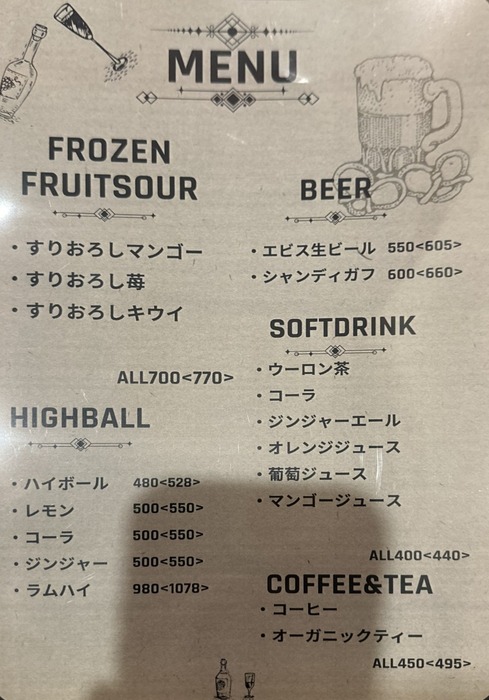 MENU
FROZEN
FRUITSOUR
・すりおろしマンゴー
・すりおろし苺
・すりおろしキウイ
ALL700<770>
HIGHBALL
・ハイボール 480<528>
・レモン 500<550>
・コーラ 500<550>
・ジンジャー 500<550>
・ラムハイ 980<1078>
BEER
・エビス生ビール 550<605>
・シャンディガフ 600<660>
SOFTDRINK
・ウーロン茶
・コーラ
・ジンジャーエール
・オレンジジュース
・葡萄ジュース
・マンゴージュース
ALL400<440>
COFFEE&TEA
・コーヒー
・オーガニックティー
ALL450<495>